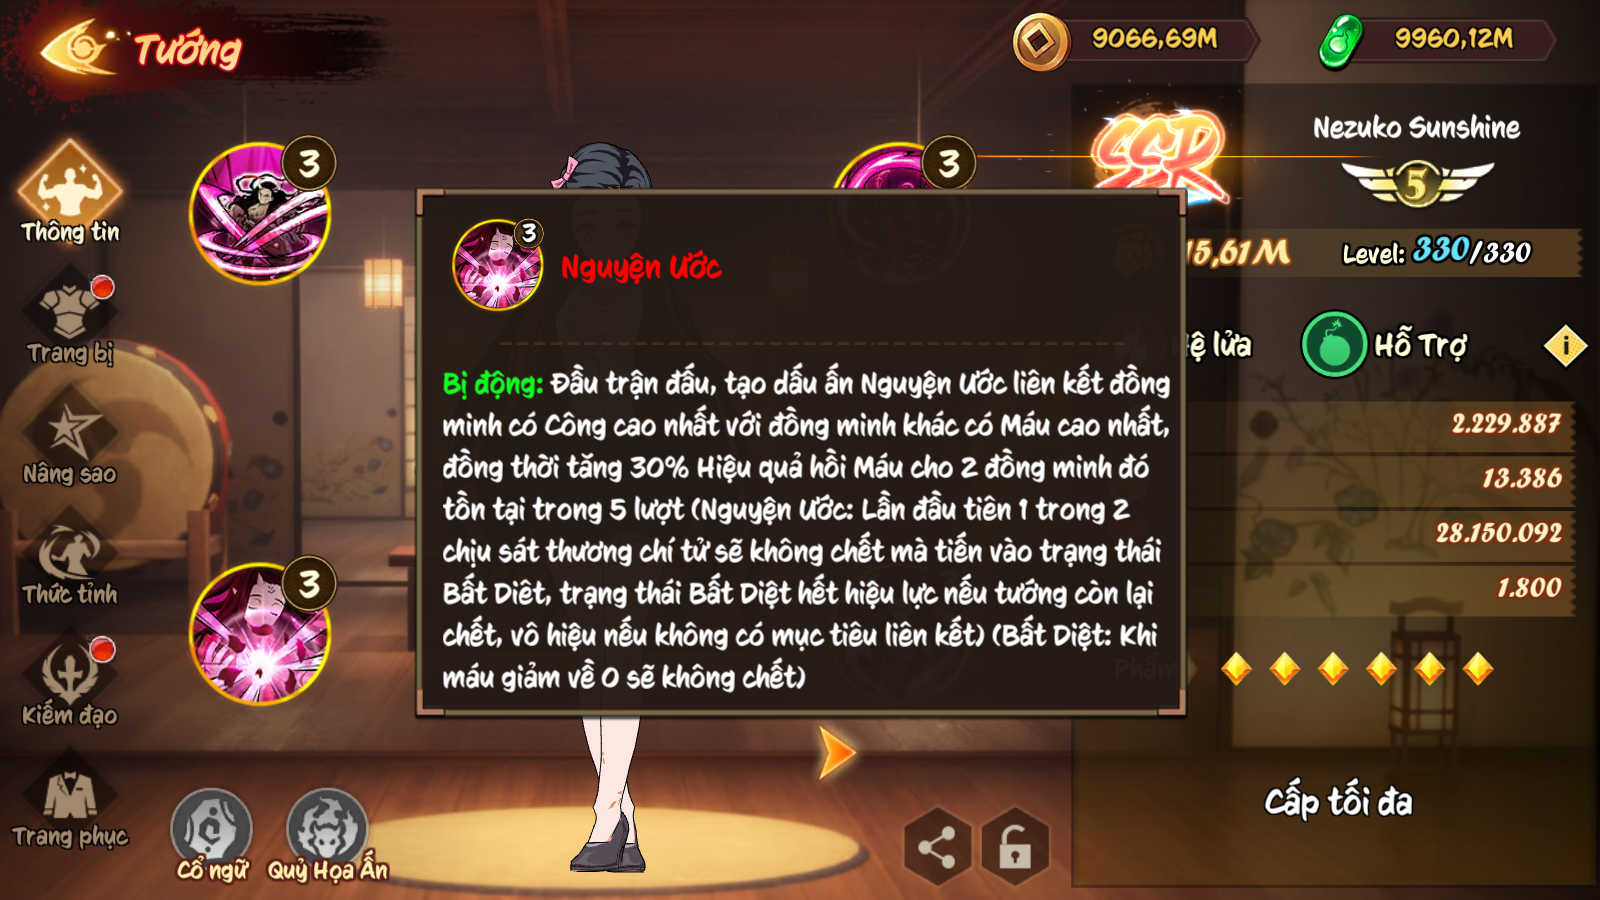 Tướng
9066,69M
9960,12M
SSR
Nezuko Sunshine
5
15,61M
Level: 330/330
Thông tin
3
3
3
Nguyện Ước
Trang bị
ệ lửa
Hỗ Trợ
i
Bị động: Đầu trận đấu, tạo dấu ấn Nguyện Ước liên kết đồng
minh có Công cao nhất với đồng minh khác có Máu cao nhất,
đồng thời tăng 30% Hiệu quả hồi Máu cho 2 đồng minh đó
tồn tại trong 5 lượt (Nguyện Ước: Lần đầu tiên 1 trong 2
chịu sát thương chí tử sẽ không chết mà tiến vào trạng thái
Bất Diêt, trạng thái Bất Diệt hết hiệu lực nếu tướng còn lại
chết, vô hiệu nếu không có mục tiêu liên kết) (Bất Diệt: Khi
máu giảm về 0 sẽ không chết)
2.229.887
13.386
28.150.092
1.800
Nâng sao
Thức tỉnh
3
Phẩm
Kiếm đạo
Trang phục
Cổ ngữ
Quỷ Họa Ấn
Cấp tối đa